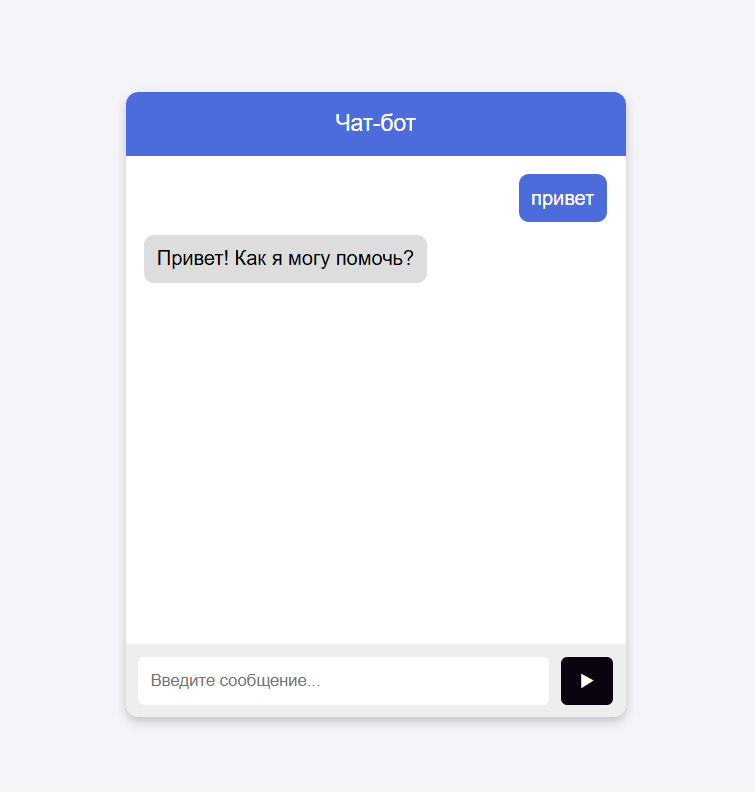 Чат-бот
привет
Привет! Как я могу помочь?
Введите сообщение...